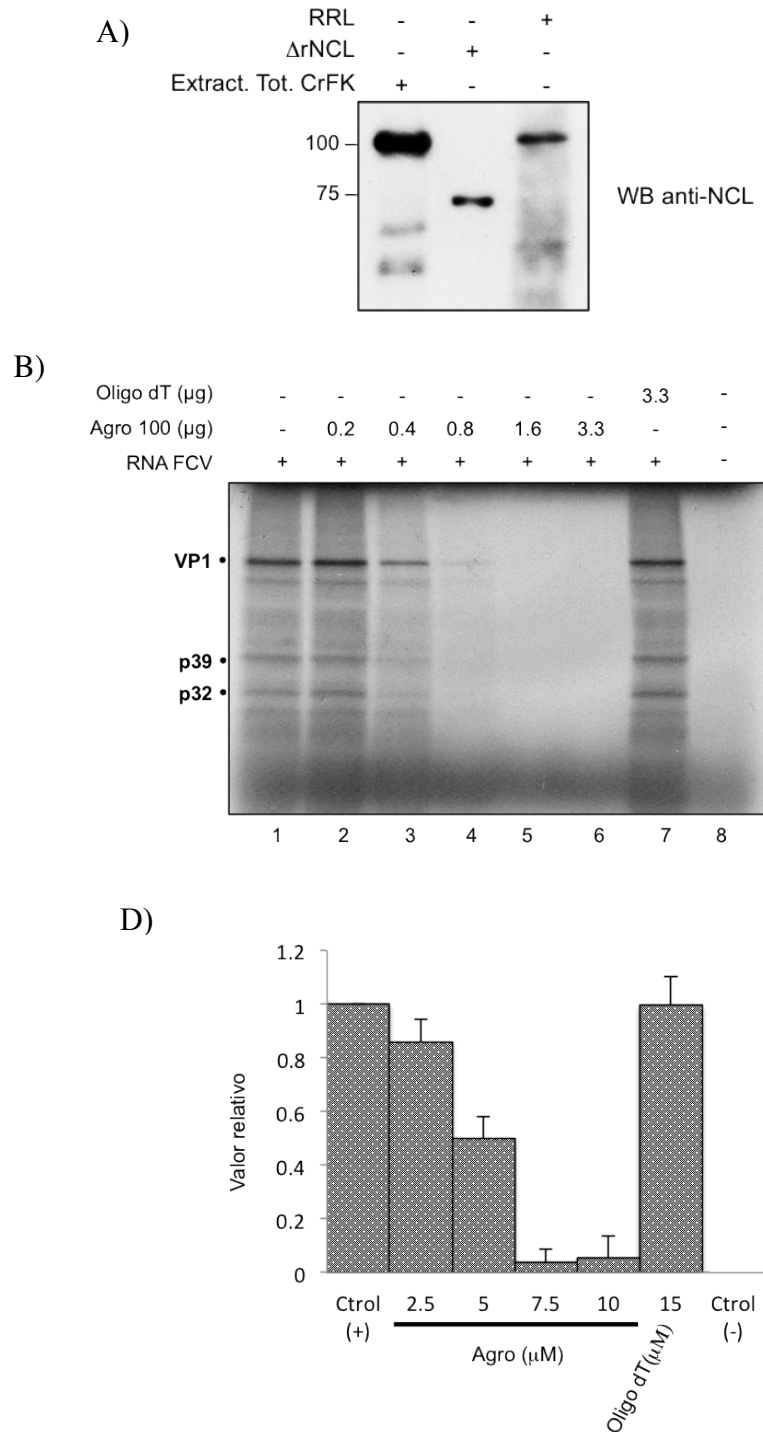 A)
RRL - - +
ΔrNCL - + -
Extract. Tot. CrFK + - -
100
75
WB anti-NCL
B)
Oligo dT (μg) - - - - - - 3.3 -
Agro 100 (μg) - 0.2 0.4 0.8 1.6 3.3 - -
RNA FCV + + + + + + + -
VP1 •
p39 •
p32 •
1 2 3 4 5 6 7 8
D)
Valor relativo
1.2
1
0.8
0.6
0.4
0.2
0
Ctrol (+) 2.5 5 7.5 10 15 Ctrol (-)
Agro (μM)
Oligo dT(μM)